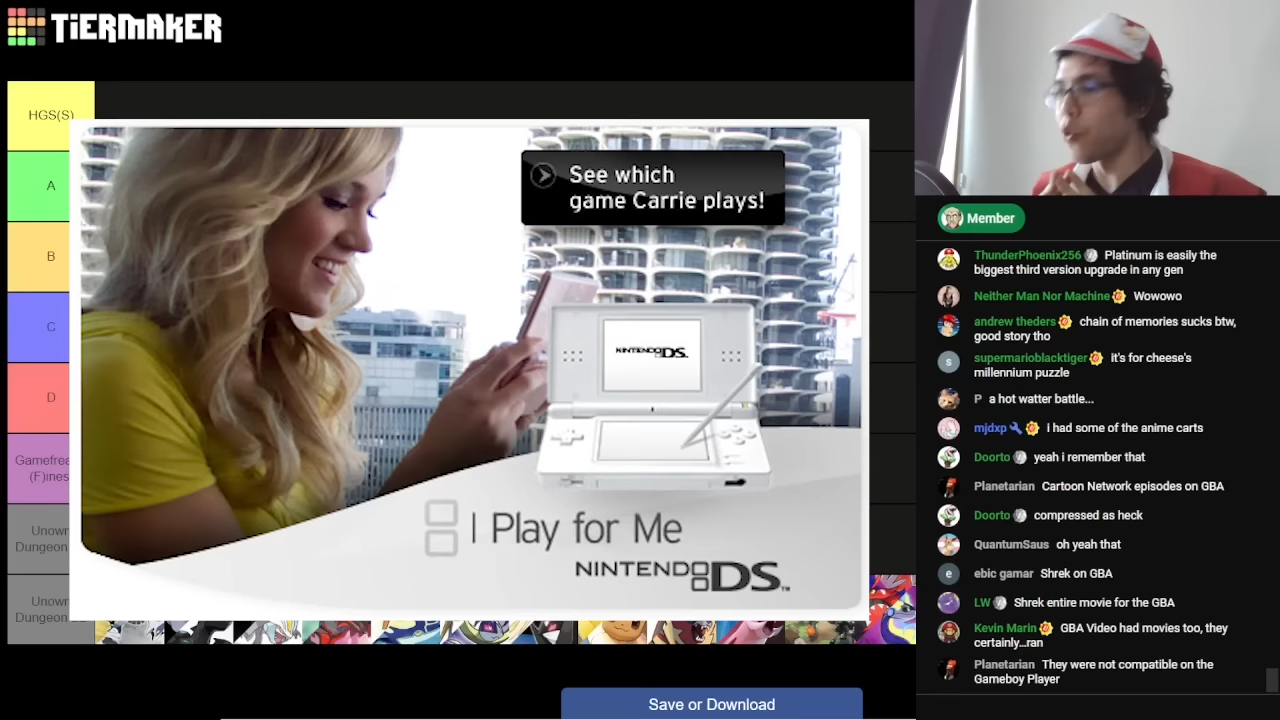 TiERMAKER
HGS(S)
A
B
C
D
Gamefrea
(F)ines
Unown
Dungeon
Unown
Dungeon
See which
game Carrie plays!
NINTENDO DS.
I Play for Me
NINTENDO DS™
Save or Download
Member
ThunderPhoenix256 Platinum is easily the
biggest third version upgrade in any gen
Neither Man Nor Machine Wowowo
andrew theders chain of memories sucks btw,
good story tho
supermarioblacktiger it's for cheese's
millennium puzzle
P a hot watter battle...
mjdxp i had some of the anime carts
Doorto yeah i remember that
Planetarian Cartoon Network episodes on GBA
Doorto compressed as heck
QuantumSaus oh yeah that
e ebic gamar Shrek on GBA
LW Shrek entire movie for the GBA
Kevin Marin GBA Video had movies too, they
certainly...ran
Planetarian They were not compatible on the
Gameboy Player